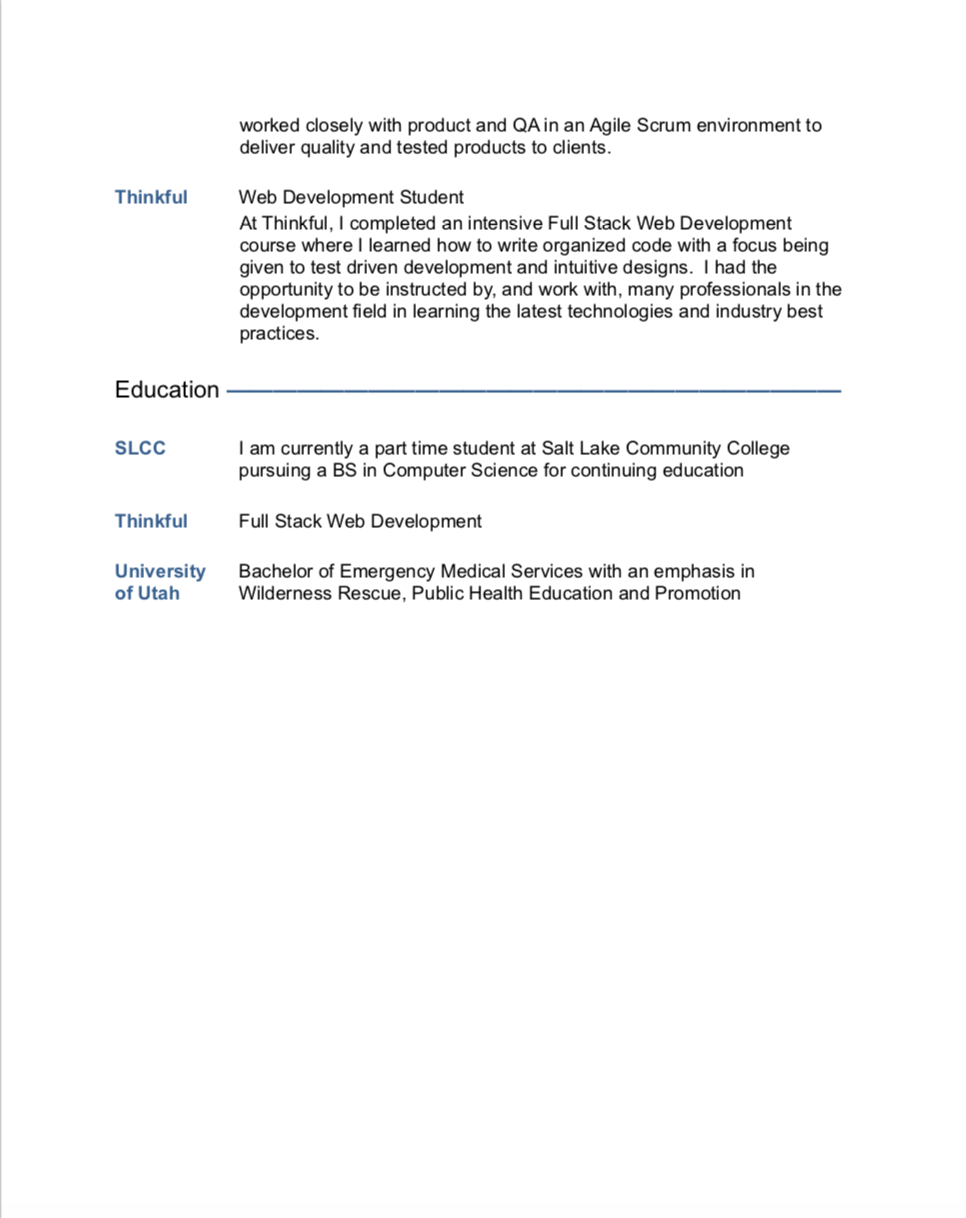 worked closely with product and QA in an Agile Scrum environment to
deliver quality and tested products to clients.
Thinkful Web Development Student
At Thinkful, I completed an intensive Full Stack Web Development
course where I learned how to write organized code with a focus being
given to test driven development and intuitive designs.  I had the
opportunity to be instructed by, and work with, many professionals in the
development field in learning the latest technologies and industry best
practices.
Education
SLCC I am currently a part time student at Salt Lake Community College
pursuing a BS in Computer Science for continuing education
Thinkful Full Stack Web Development
University Bachelor of Emergency Medical Services with an emphasis in
of Utah Wilderness Rescue, Public Health Education and Promotion